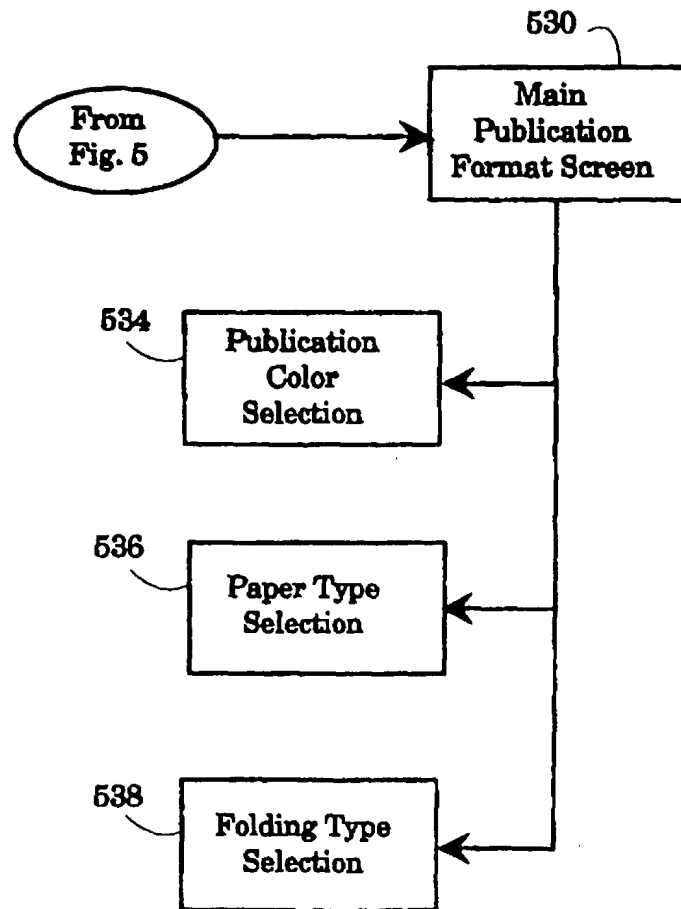 530
From
Fig. 5
Main
Publication
Format Screen
534
Publication
Color
Selection
536
Paper Type
Selection
538
Folding Type
Selection